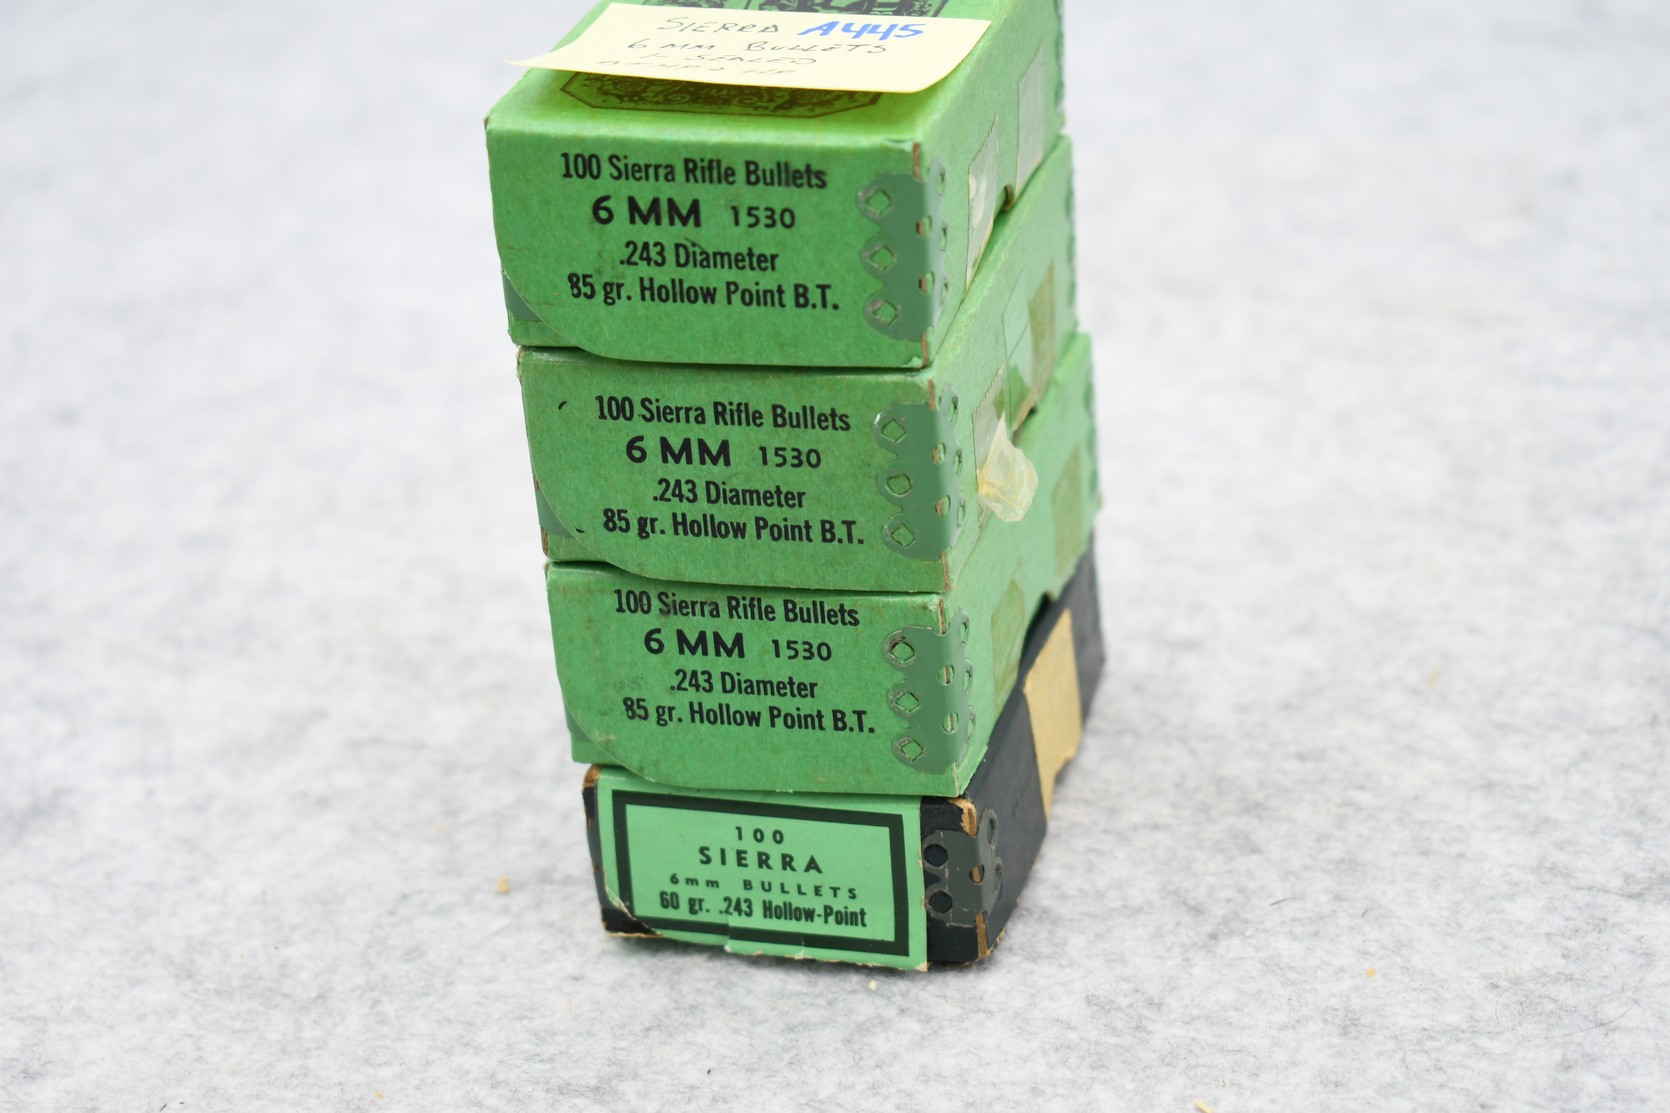 SIERRA A445
6 MM BULLETS
1 SEALED
100 Sierra Rifle Bullets
6 MM 1530
.243 Diameter
85 gr. Hollow Point B.T.
100 Sierra Rifle Bullets
6 MM 1530
.243 Diameter
85 gr. Hollow Point B.T.
100 Sierra Rifle Bullets
6 MM 1530
.243 Diameter
85 gr. Hollow Point B.T.
100
SIERRA
6mm BULLETS
60 gr. .243 Hollow-Point